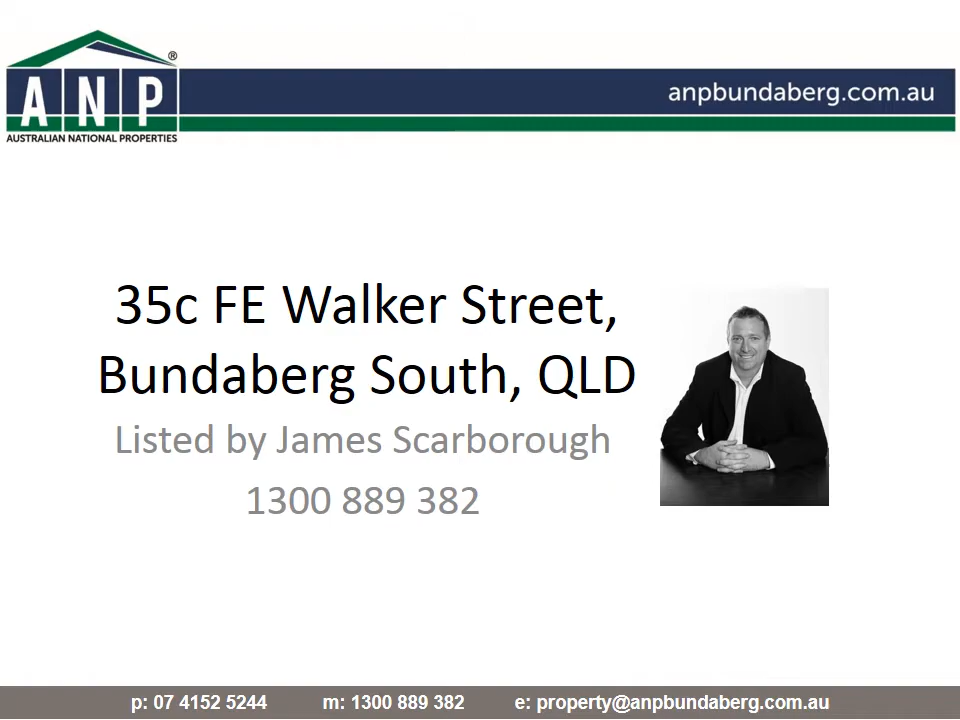 ANP®
AUSTRALIAN NATIONAL PROPERTIES
anpbundaberg.com.au
35c FE Walker Street,
Bundaberg South, QLD
Listed by James Scarborough
1300 889 382
p: 07 4152 5244 m: 1300 889 382 e: property@anpbundaberg.com.au